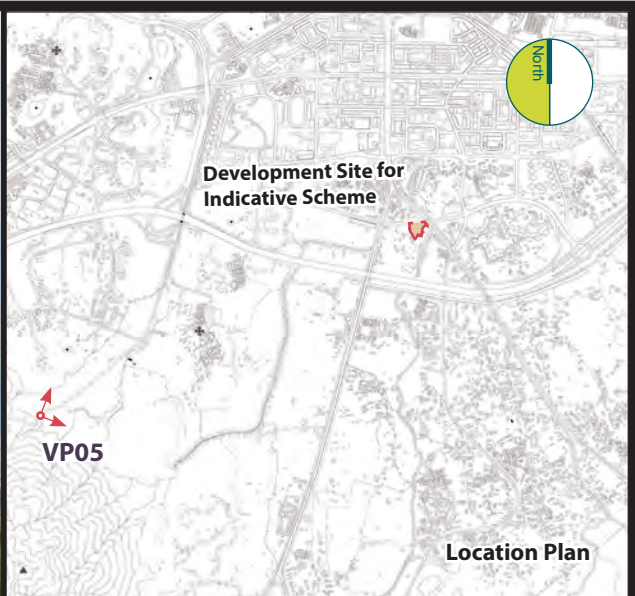 North
Development Site for
Indicative Scheme
VP05
Location Plan